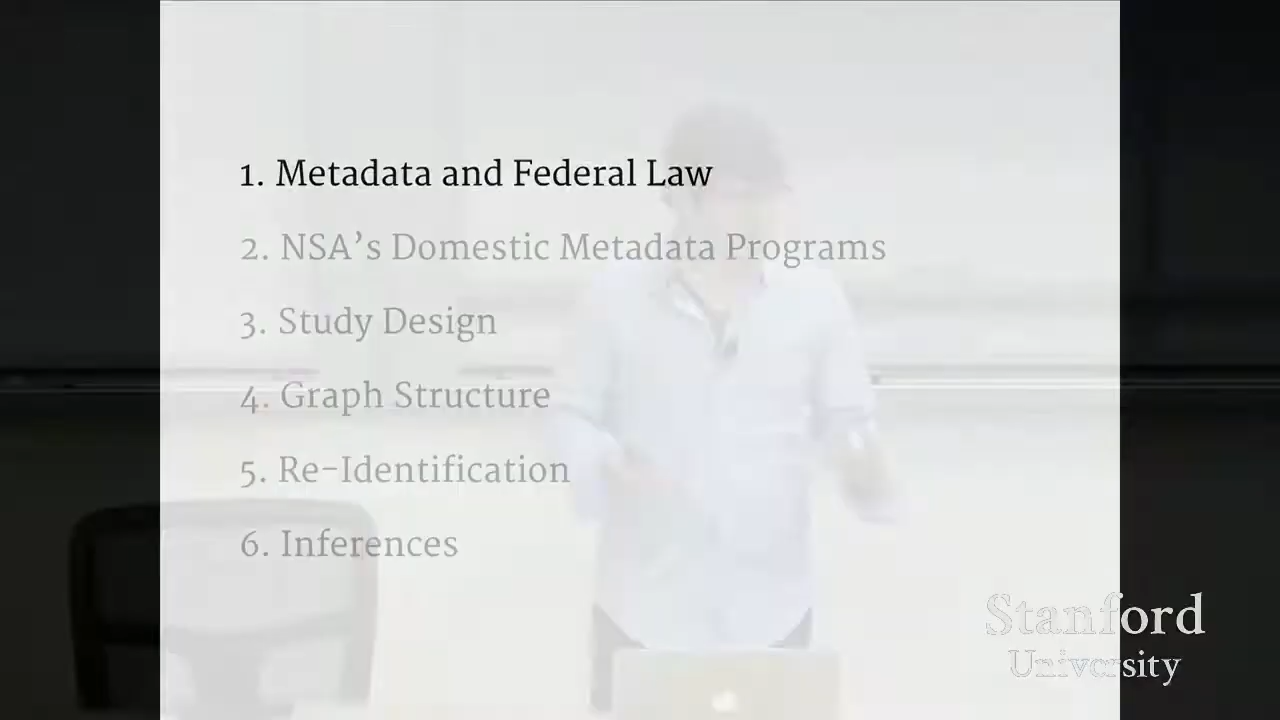 1. Metadata and Federal Law
2. NSA’s Domestic Metadata Programs
3. Study Design
4. Graph Structure
5. Re-Identification
6. Inferences
Stanford
University